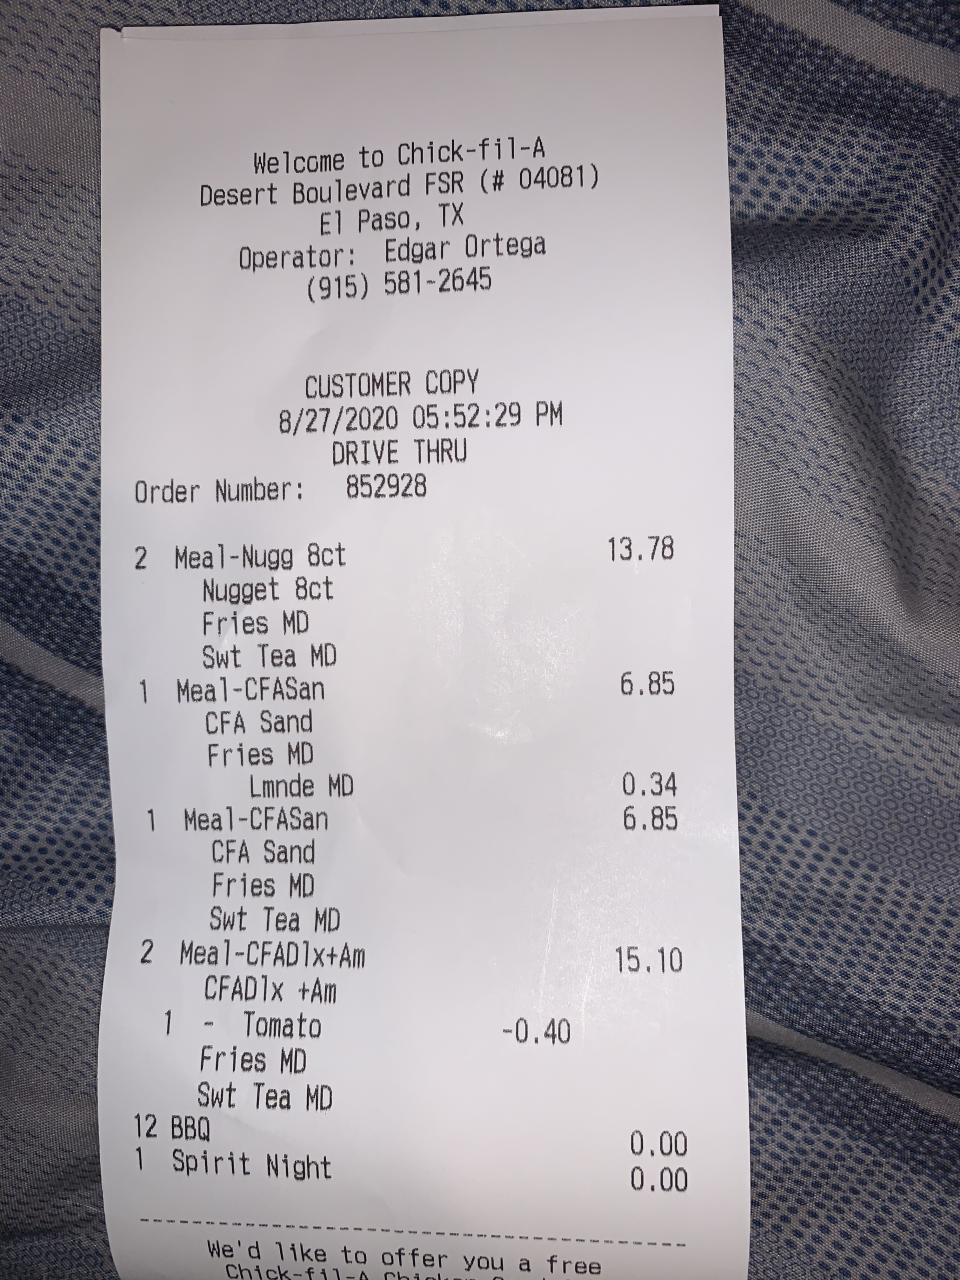 Welcome to Chick-fil-A
Desert Boulevard FSR (# 04081)
El Paso, TX
Operator: Edgar Ortega
(915) 581-2645
CUSTOMER COPY
8/27/2020 05:52:29 PM
DRIVE THRU
Order Number: 852928
2 Meal-Nugg 8ct 13.78
Nugget 8ct
Fries MD
Swt Tea MD
1 Meal-CFASan 6.85
CFA Sand
Fries MD
Lmnde MD 0.34
1 Meal-CFASan 6.85
CFA Sand
Fries MD
Swt Tea MD
2 Meal-CFADlx+Am 15.10
CFADlx +Am
1 - Tomato -0.40
Fries MD
Swt Tea MD
12 BBQ 0.00
1 Spirit Night 0.00
We'd like to offer you a free
Chick-fil-A Chicken